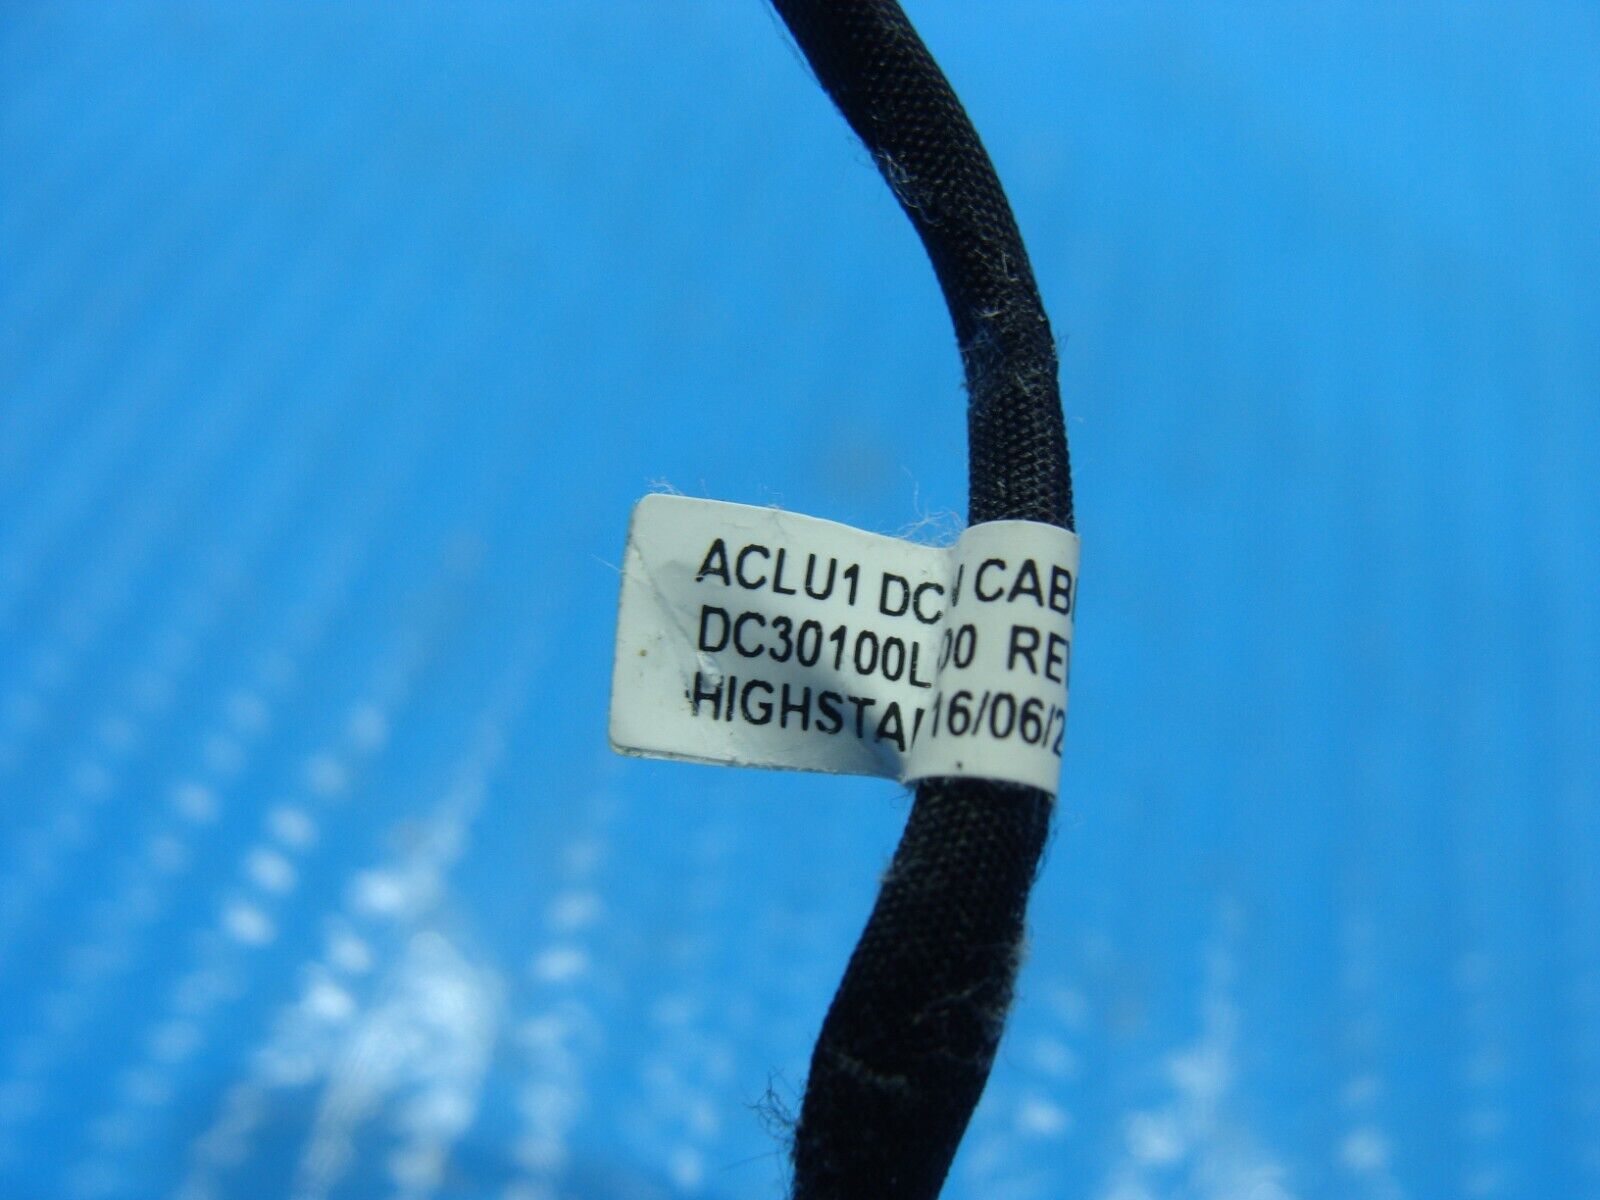 ACLU1 DC CAB
DC30100L 00 RE
HIGHSTA 16/06/2